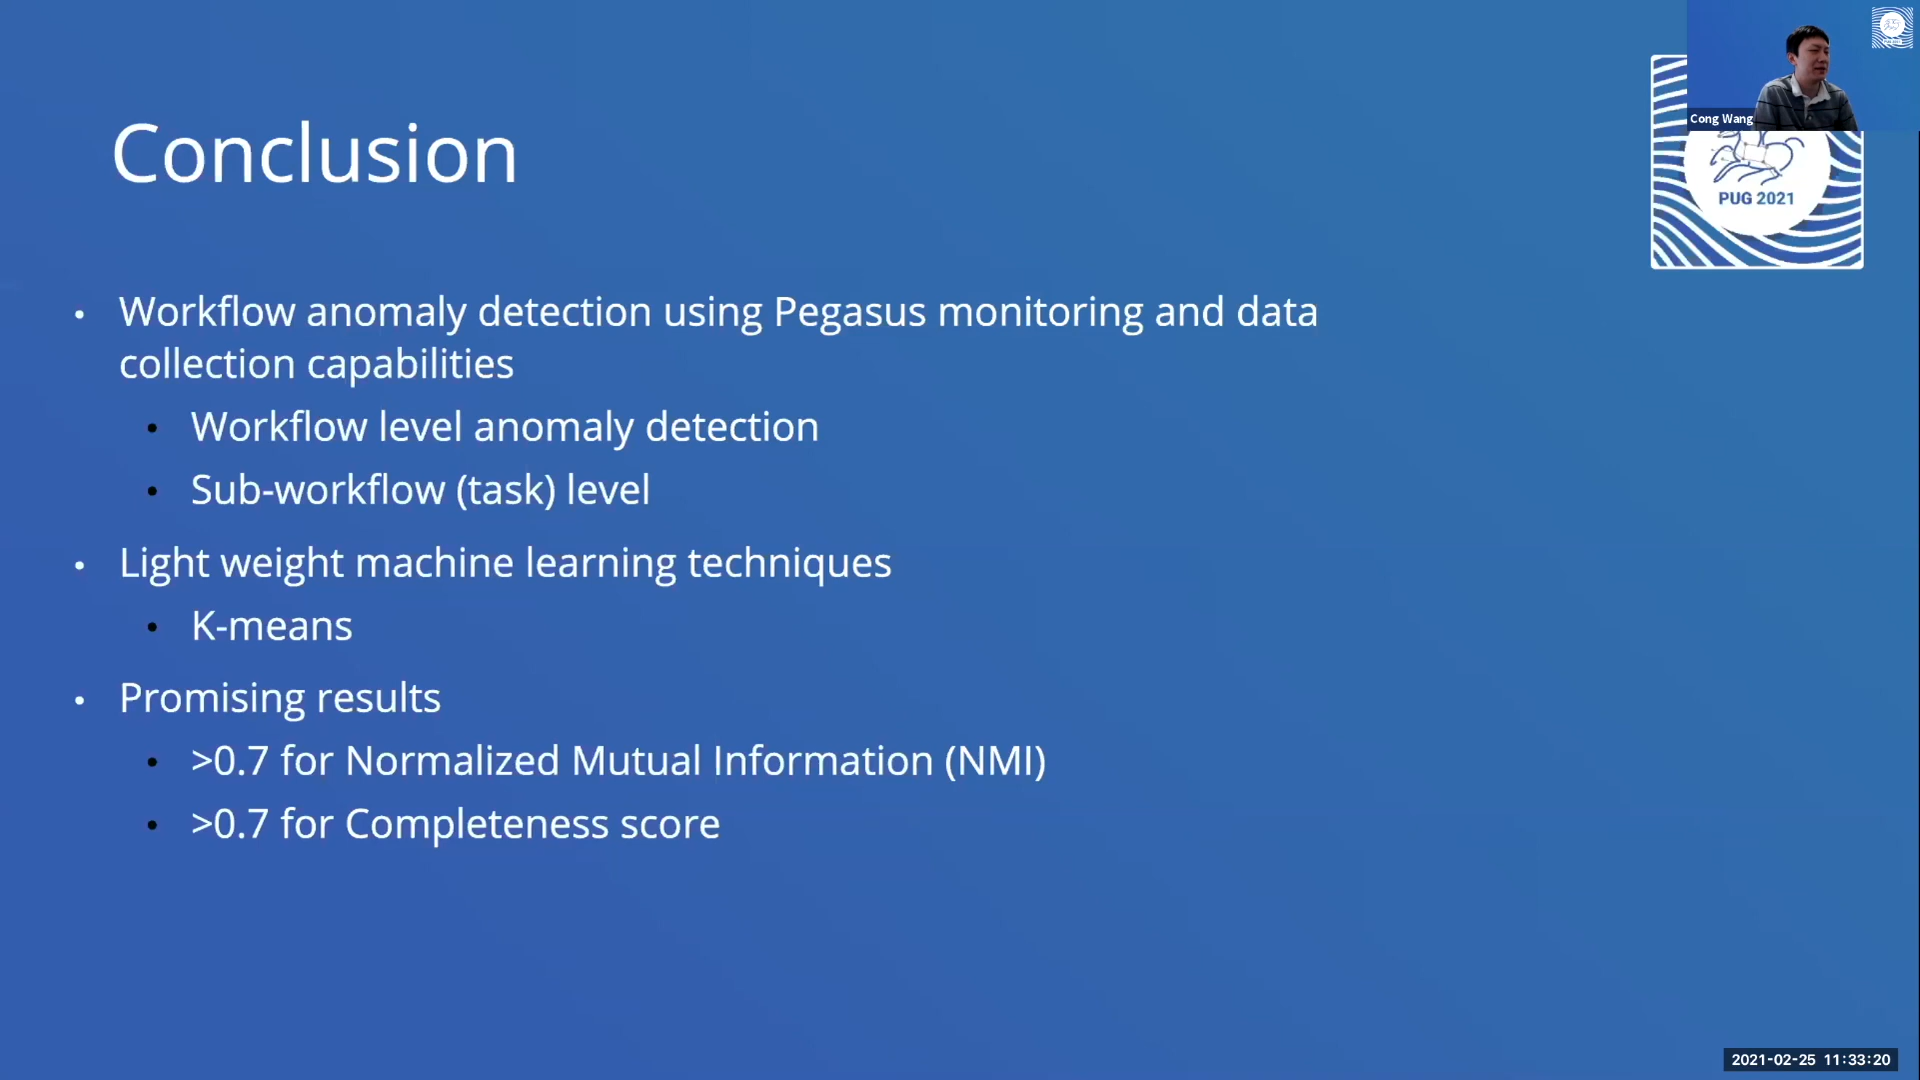 Cong Wang
PUG 2021
Conclusion
• Workflow anomaly detection using Pegasus monitoring and data
collection capabilities
• Workflow level anomaly detection
• Sub-workflow (task) level
• Light weight machine learning techniques
• K-means
• Promising results
• >0.7 for Normalized Mutual Information (NMI)
• >0.7 for Completeness score
2021-02-25 11:33:20